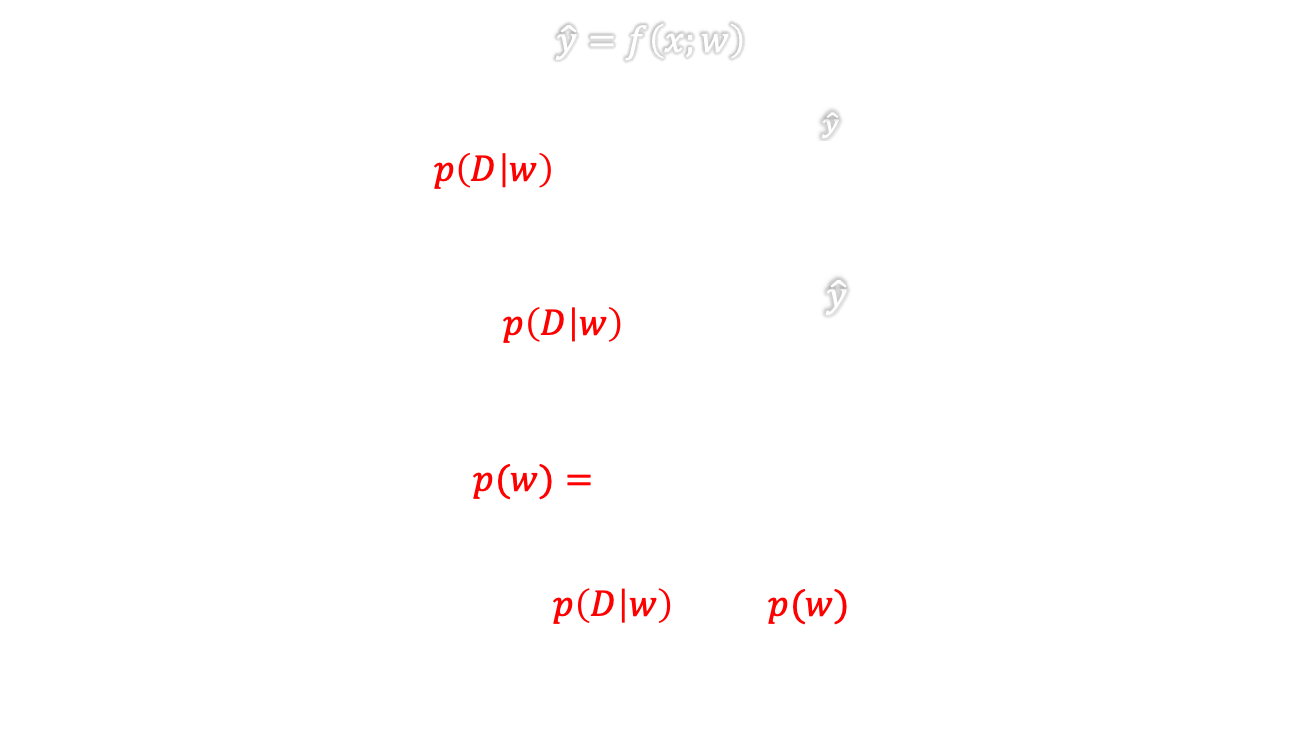 ŷ = f(x; w)
ŷ
p(D|w)
ŷ
p(D|w)
p(w) =
p(D|w) p(w)